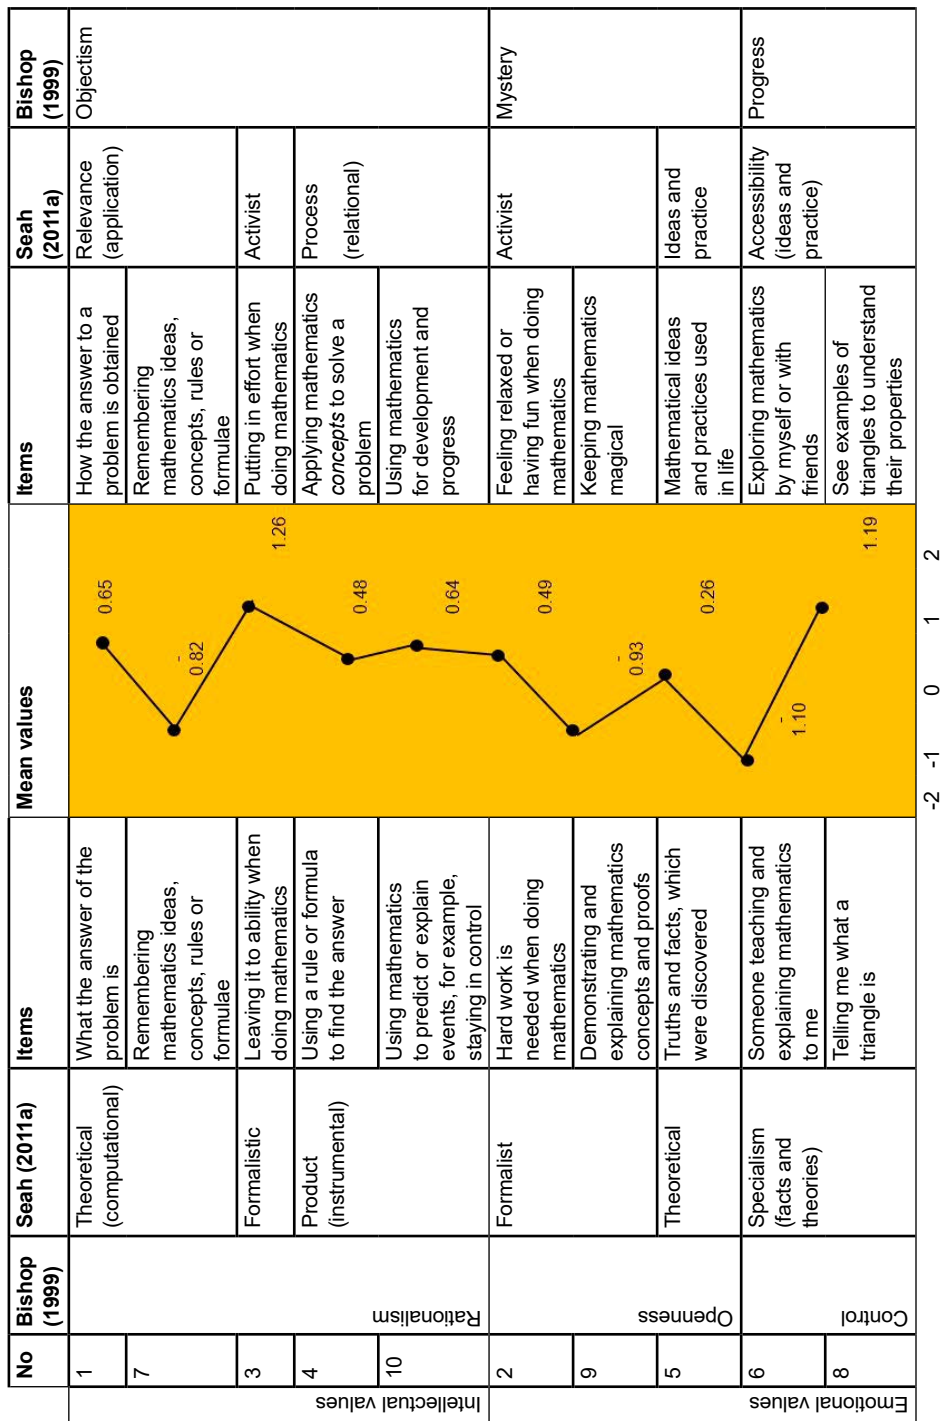 No
Bishop
(1999)
Seah (2011a)
Items
Mean values
Items
Seah
(2011a)
Bishop
(1999)
Intellectual values
1
Rationalism
Theoretical
(computational)
What the answer of the
problem is
0.65
How the answer to a
problem is obtained
Relevance
(application)
Objectism
7
Remembering
mathematics ideas,
concepts, rules or
formulae
-
0.82
Remembering
mathematics ideas,
concepts, rules or
formulae
3
Formalistic
Leaving it to ability when
doing mathematics
1.26
Putting in effort when
doing mathematics
Activist
4
Product
(instrumental)
Using a rule or formula
to find the answer
0.48
Applying mathematics
concepts to solve a
problem
Process
(relational)
10
Using mathematics
to predict or explain
events, for example,
staying in control
0.64
Using mathematics
for development and
progress
Emotional values
2
Openness
Formalist
Hard work is
needed when doing
mathematics
0.49
Feeling relaxed or
having fun when doing
mathematics
Activist
Mystery
9
Demonstrating and
explaining mathematics
concepts and proofs
-
0.93
Keeping mathematics
magical
5
Theoretical
Truths and facts, which
were discovered
0.26
Mathematical ideas
and practices used
in life
Ideas and
practice
6
Control
Specialism
(facts and
theories)
Someone teaching and
explaining mathematics
to me
-
1.10
Exploring mathematics
by myself or with
friends
Accessibility
(ideas and
practice)
Progress
8
Telling me what a
triangle is
1.19
See examples of
triangles to understand
their properties
-2 -1 0 1 2